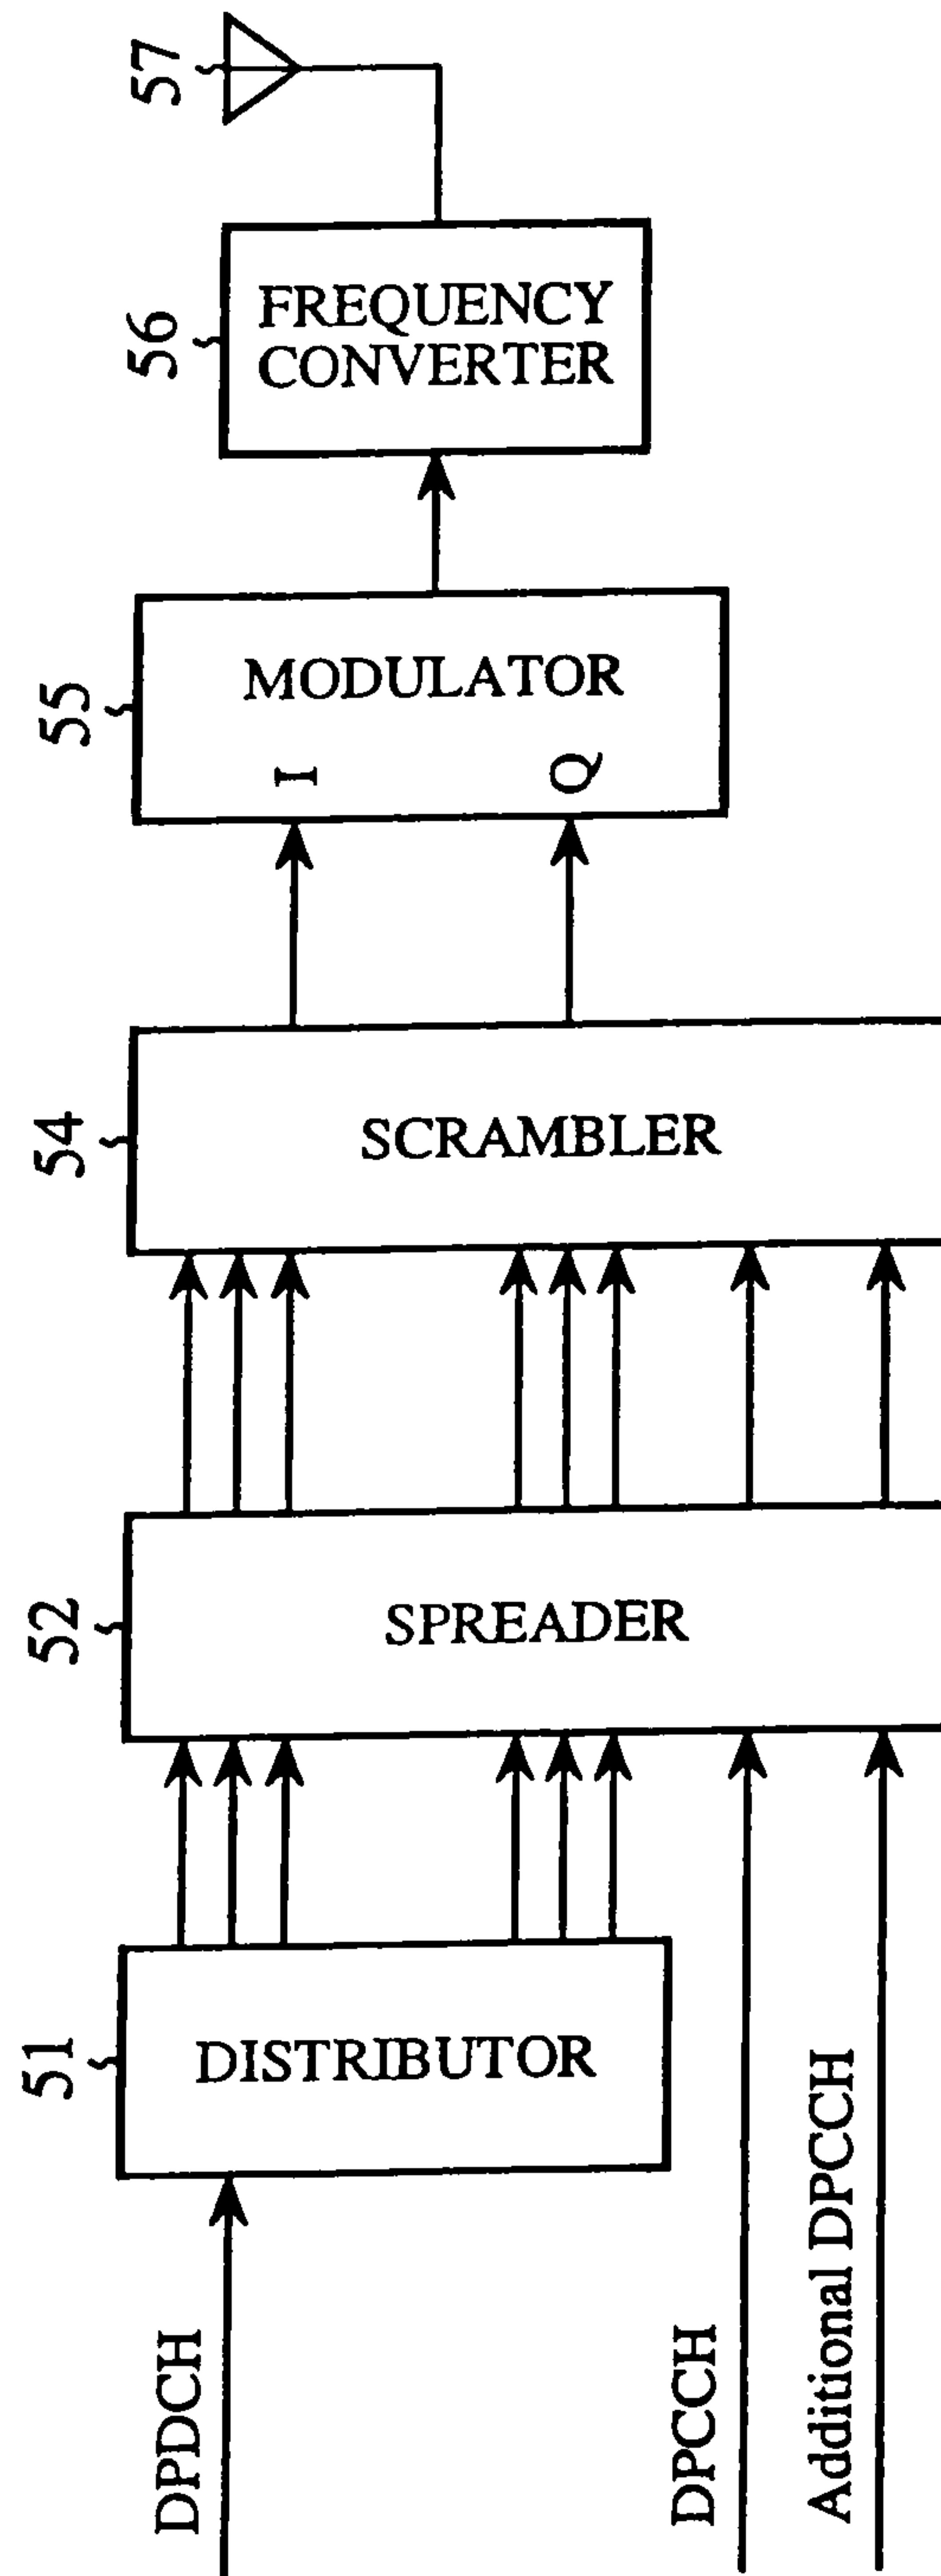 DPDCH
DPCCH
Additional DPCCH
51
DISTRIBUTOR
52
SPREADER
54
SCRAMBLER
55
MODULATOR
I
Q
56
FREQUENCY
CONVERTER
57